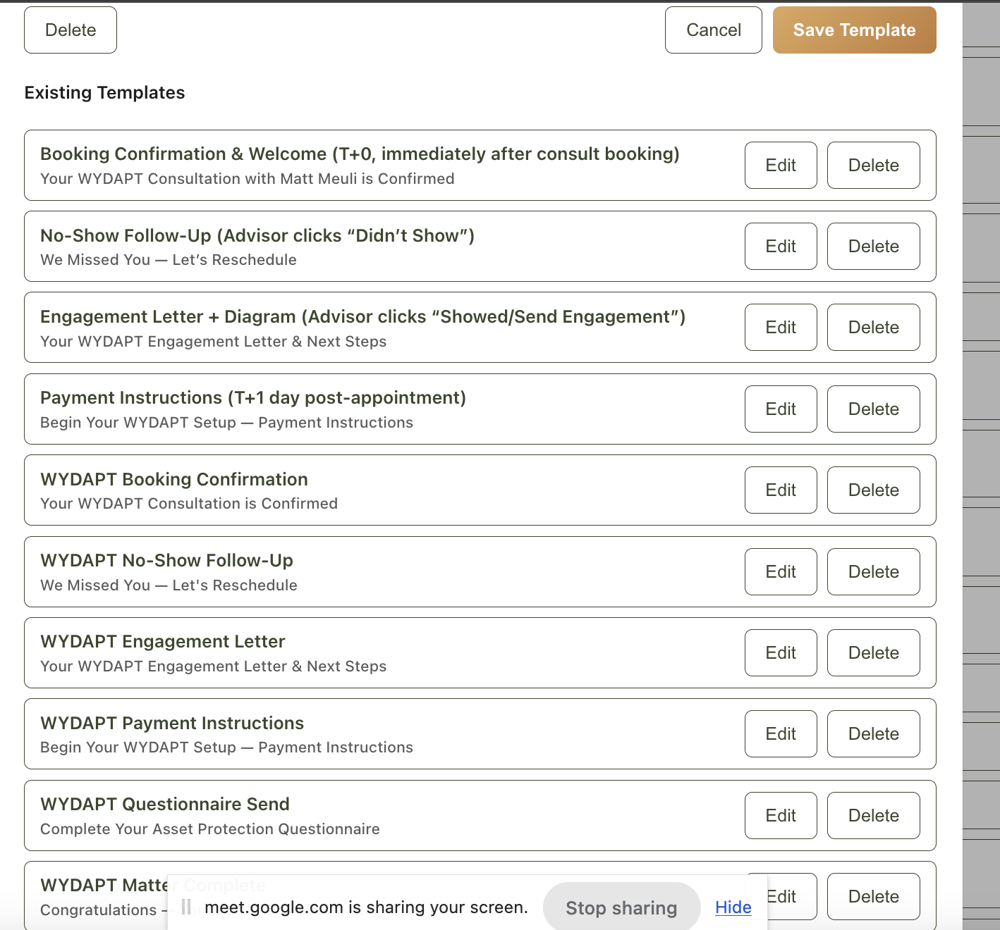 Delete
Cancel
Save Template
Existing Templates
Booking Confirmation & Welcome (T+0, immediately after consult booking)
Your WYDAPT Consultation with Matt Meuli is Confirmed
Edit
Delete
No-Show Follow-Up (Advisor clicks “Didn’t Show”)
We Missed You — Let’s Reschedule
Edit
Delete
Engagement Letter + Diagram (Advisor clicks “Showed/Send Engagement”)
Your WYDAPT Engagement Letter & Next Steps
Edit
Delete
Payment Instructions (T+1 day post-appointment)
Begin Your WYDAPT Setup — Payment Instructions
Edit
Delete
WYDAPT Booking Confirmation
Your WYDAPT Consultation is Confirmed
Edit
Delete
WYDAPT No-Show Follow-Up
We Missed You — Let's Reschedule
Edit
Delete
WYDAPT Engagement Letter
Your WYDAPT Engagement Letter & Next Steps
Edit
Delete
WYDAPT Payment Instructions
Begin Your WYDAPT Setup — Payment Instructions
Edit
Delete
WYDAPT Questionnaire Send
Complete Your Asset Protection Questionnaire
Edit
Delete
WYDAPT Matter Complete
Congratulations —
Edit
Delete
meet.google.com is sharing your screen.
Stop sharing
Hide